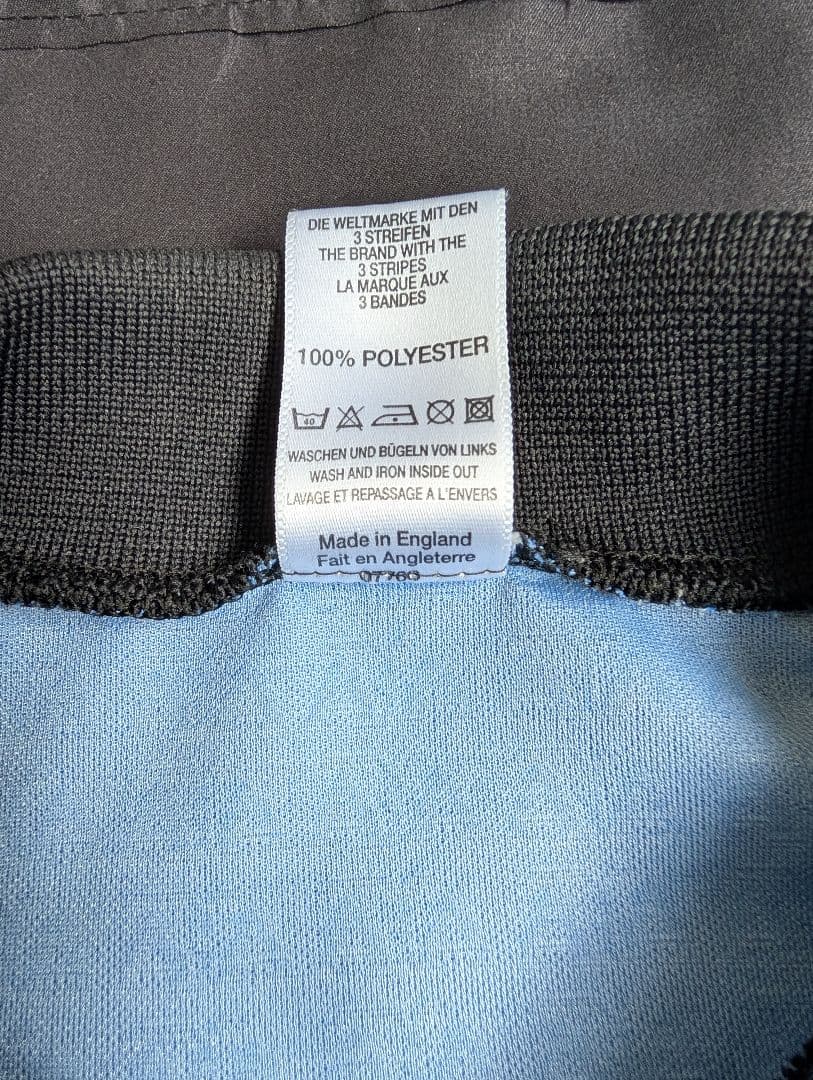 DIE WELTMARKE MIT DEN
3 STREIFEN
THE BRAND WITH THE
3 STRIPES
LA MARQUE AUX
3 BANDES
100% POLYESTER
40
WASCHEN UND BÜGELN VON LINKS
WASH AND IRON INSIDE OUT
LAVAGE ET REPASSAGE A L'ENVERS
Made in England
Fait en Angleterre